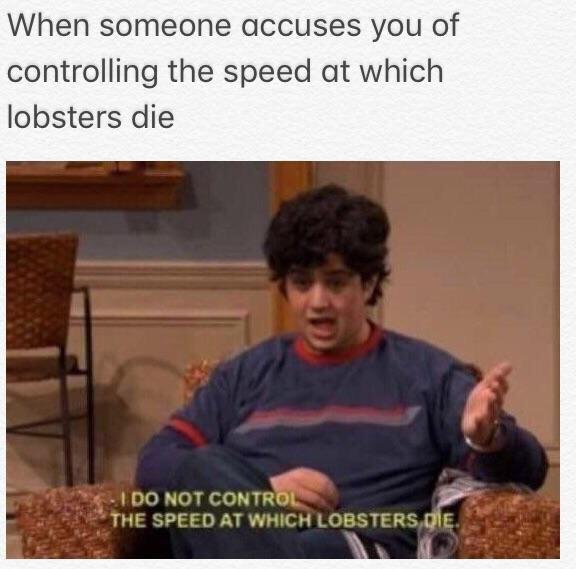 When someone accuses you of
controlling the speed at which
lobsters die
- I DO NOT CONTROL
THE SPEED AT WHICH LOBSTERS DIE.